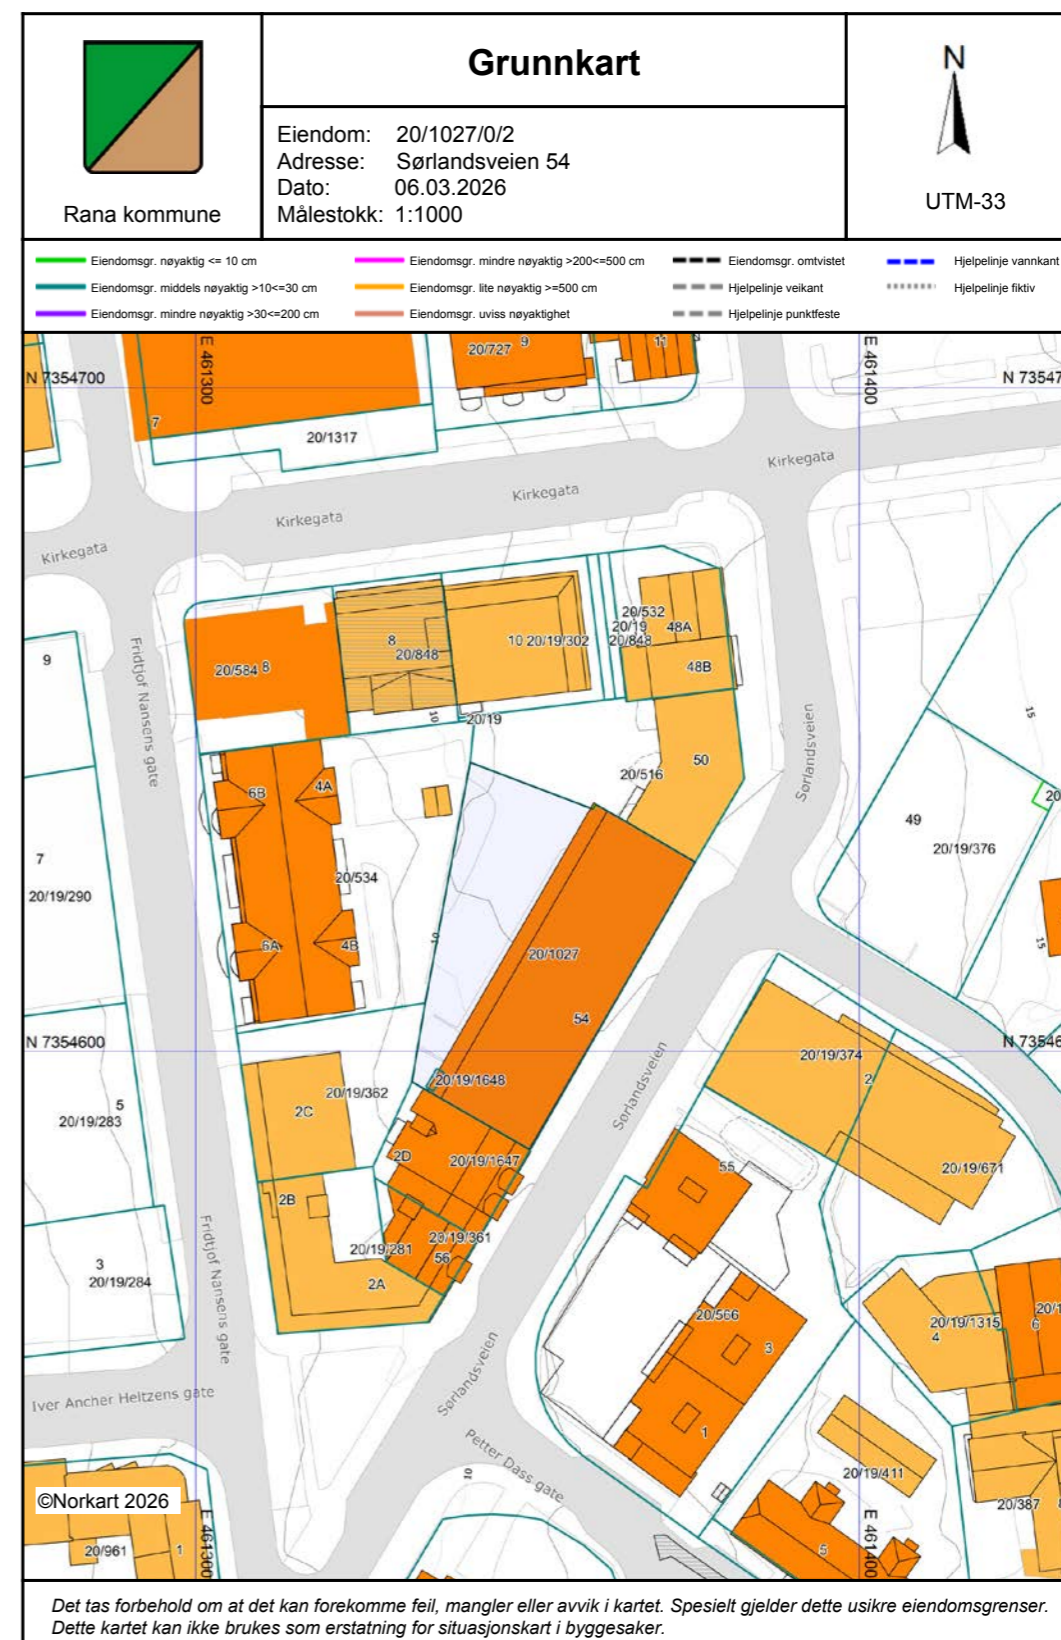 Grunnkart
Rana kommune
Eiendom: 20/1027/0/2
Adresse: Sørlandsveien 54
Dato: 06.03.2026
Målestokk: 1:1000
N
UTM-33
Eiendomsgr. nøyaktig <= 10 cm
Eiendomsgr. mindre nøyaktig >200<=500 cm
Eiendomsgr. omtvistet
Hjelpelinje vannkant
Eiendomsgr. middels nøyaktig >10<=30 cm
Eiendomsgr. lite nøyaktig >=500 cm
Hjelpelinje veikant
Hjelpelinje fiktiv
Eiendomsgr. mindre nøyaktig >30<=200 cm
Eiendomsgr. uviss nøyaktighet
Hjelpelinje punktfeste
E 461300
E 461400
9
20/727
11
N 7354700
N 73547
7
20/1317
Kirkegata
Kirkegata
Kirkegata
Kirkegata
20/532
20/19
20/848
48A
8
20/848
10 20/19/302
20/584 8
48B
9
Fridtjof Nansens gate
10
20/19
15
Sørlandsveien
50
20/516
6B
4A
49
20/19/376
20
7
20/19/290
20/534
6A
4B
10
20/1027
15
54
N 7354600
N 73546
20/19/374
2
20/19/1648
20/19/362
2C
5
20/19/283
Sørlandsveien
2D
20/19/1647
55
20/19/671
2B
20/19/361
20/19/281
56
2A
3
20/19/284
Fridtjof Nansens gate
20/566
3
20/19/1315
4
20/1
6
Iver Ancher Heltzens gate
Sørlandsveien
1
Petter Dass gate
10
20/19/411
©Norkart 2026
20/387
E 461300
E 461400
20/961
1
5
Det tas forbehold om at det kan forekomme feil, mangler eller avvik i kartet. Spesielt gjelder dette usikre eiendomsgrenser.
Dette kartet kan ikke brukes som erstatning for situasjonskart i byggesaker.